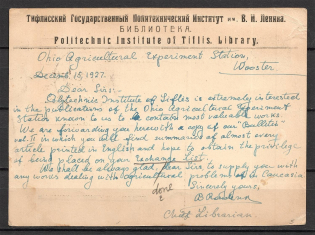 Тифлисский Государственный Политехнический Институт им. В. И. Ленина.
БИБЛИОТЕКА.
Politechnic Institute of Tiflis. Library.
Ohio Agricultural Experiment Station,
Wooster.
15, 1927.
Dear Sirs:
Polytechnic Institute of Tiflis is extremely interested
in the publications of the Ohio Agricultural Experiment
Station known to us to contain most valuable works.
We are forwarding you herewith a copy of our "Bulletin"
in which you will find summaries of almost every
article printed in English and hope to obtain the privilege
of being placed on your Exchange List.
We shall be always glad, dear Sirs to supply you with
any works dealing with agricultural problems in Caucasia
done
Sincerely yours,
Chief Librarian.